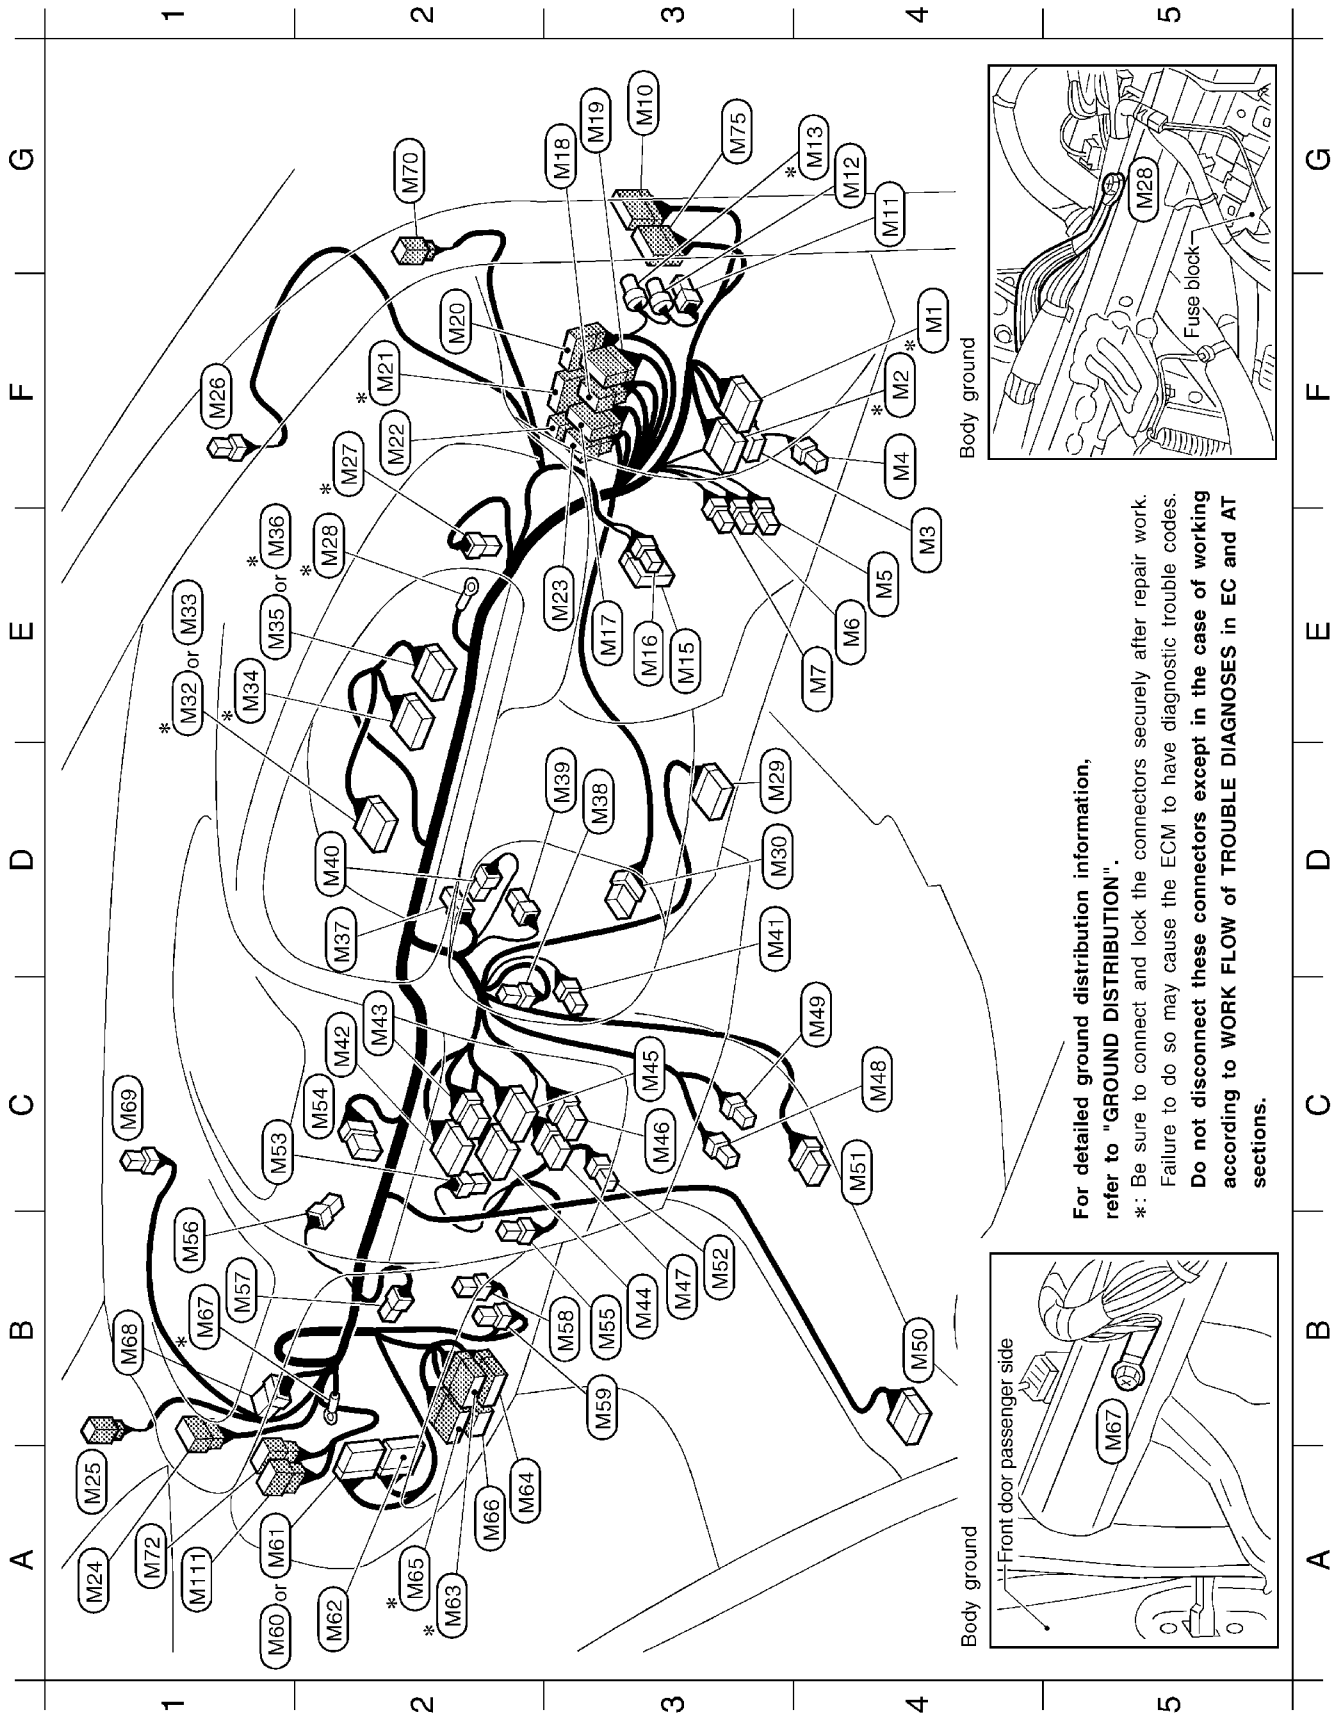 A B C D E F G
1
2
3
4
5
M26
M70
M69
M68
M25
M24
M72
M111
M60 or M61
M62
* M65
* M63
M66
M64
M59
M58
M55
M44
M47
M52
M56
* M67
M57
M53
M54
M42
M43
M37
M40
* M32 or M33
* M34
M35 or * M36
* M28
* M27
M22
* M21
M20
M18
M19
M10
M75
* M13
M12
M11
* M1
* M2
M4
M3
M5
M6
M7
M15
M16
M17
M23
M39
M38
M29
M30
M41
M49
M48
M45
M46
M51
M50
Body ground
Front door passenger side
M67
For detailed ground distribution information,
refer to "GROUND DISTRIBUTION".
*: Be sure to connect and lock the connectors securely after repair work.
Failure to do so may cause the ECM to have diagnostic trouble codes.
Do not disconnect these connectors except in the case of working
according to WORK FLOW of TROUBLE DIAGNOSES in EC and AT
sections.
Body ground
M28
Fuse block
1
2
3
4
5
A B C D E F G